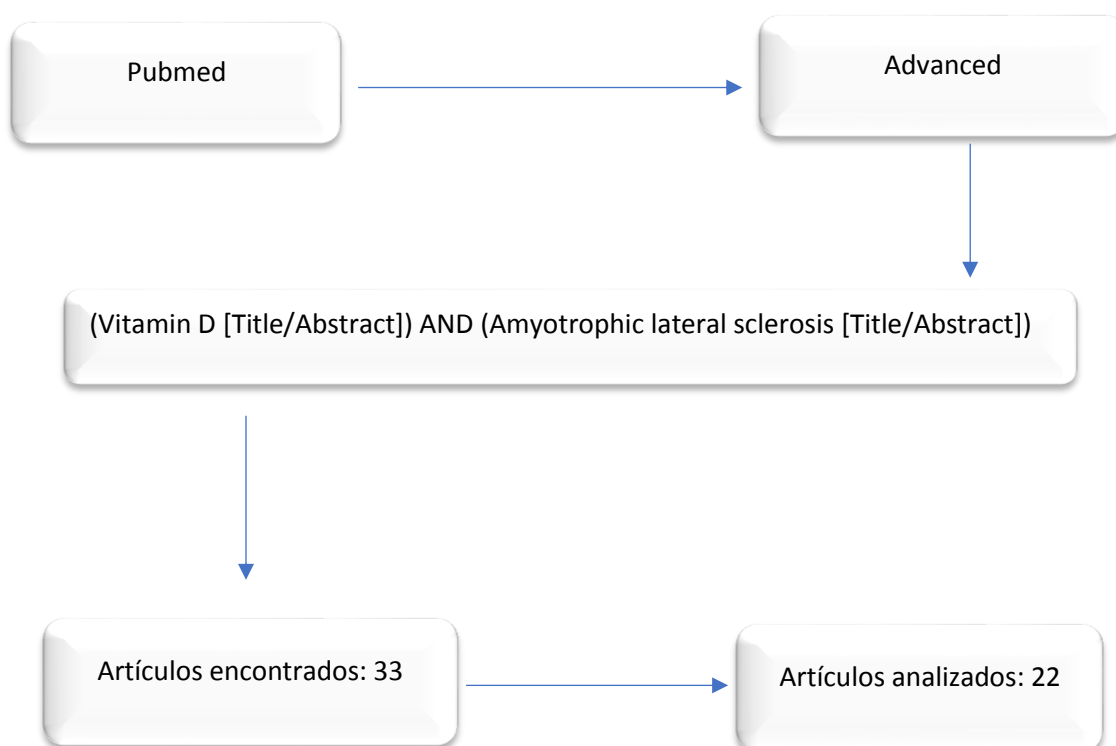 Pubmed
Advanced
(Vitamin D [Title/Abstract]) AND (Amyotrophic lateral sclerosis [Title/Abstract])
Artículos encontrados: 33
Artículos analizados: 22